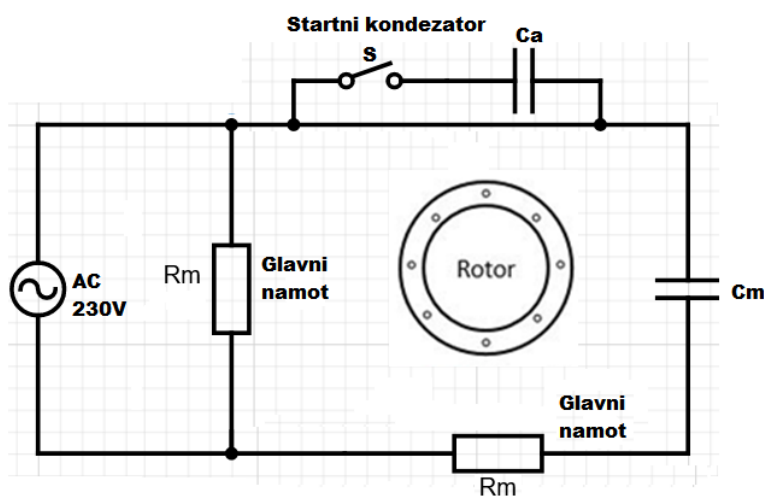 Startni kondezator
S
Ca
AC
230V
Rm
Glavni
namot
Rotor
Cm
Glavni
namot
Rm